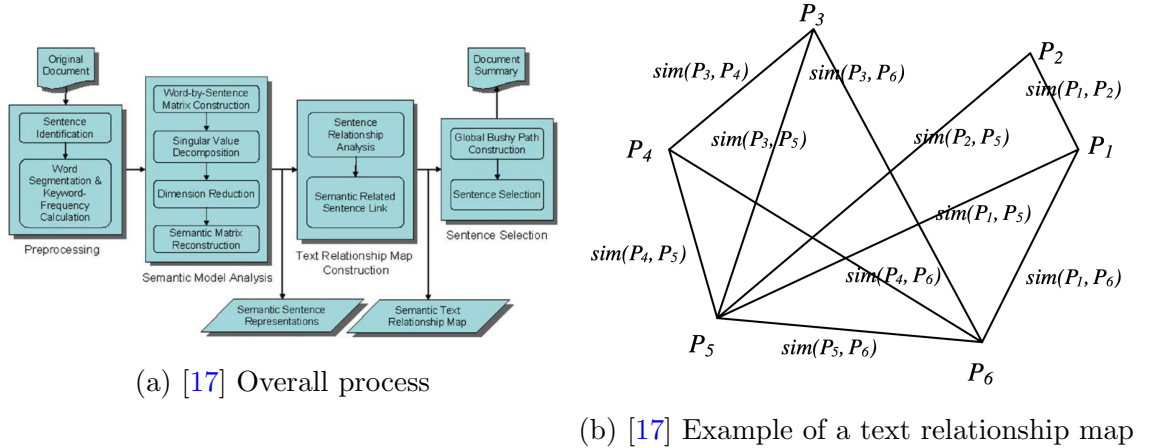 Original
Document
Sentence
Identification
Word
Segmentation &
Keyword-
Frequency
Calculation
Preprocessing
Word-by-Sentence
Matrix Construction
Singular Value
Decomposition
Dimension Reduction
Semantic Matrix
Reconstruction
Semantic Model Analysis
Sentence
Relationship
Analysis
Semantic Related
Sentence Link
Text Relationship Map
Construction
Document
Summary
Global Bushy Path
Construction
Sentence Selection
Sentence Selection
Semantic Sentence
Representations
Semantic Text
Relationship Map
(a) [17] Overall process
P3
P2
sim(P3, P4)
sim(P3, P6)
sim(P1, P2)
P4
sim(P3, P5)
sim(P2, P5)
P1
sim(P1, P5)
sim(P4, P5)
sim(P4, P6)
sim(P1, P6)
P5
sim(P5, P6)
P6
(b) [17] Example of a text relationship map